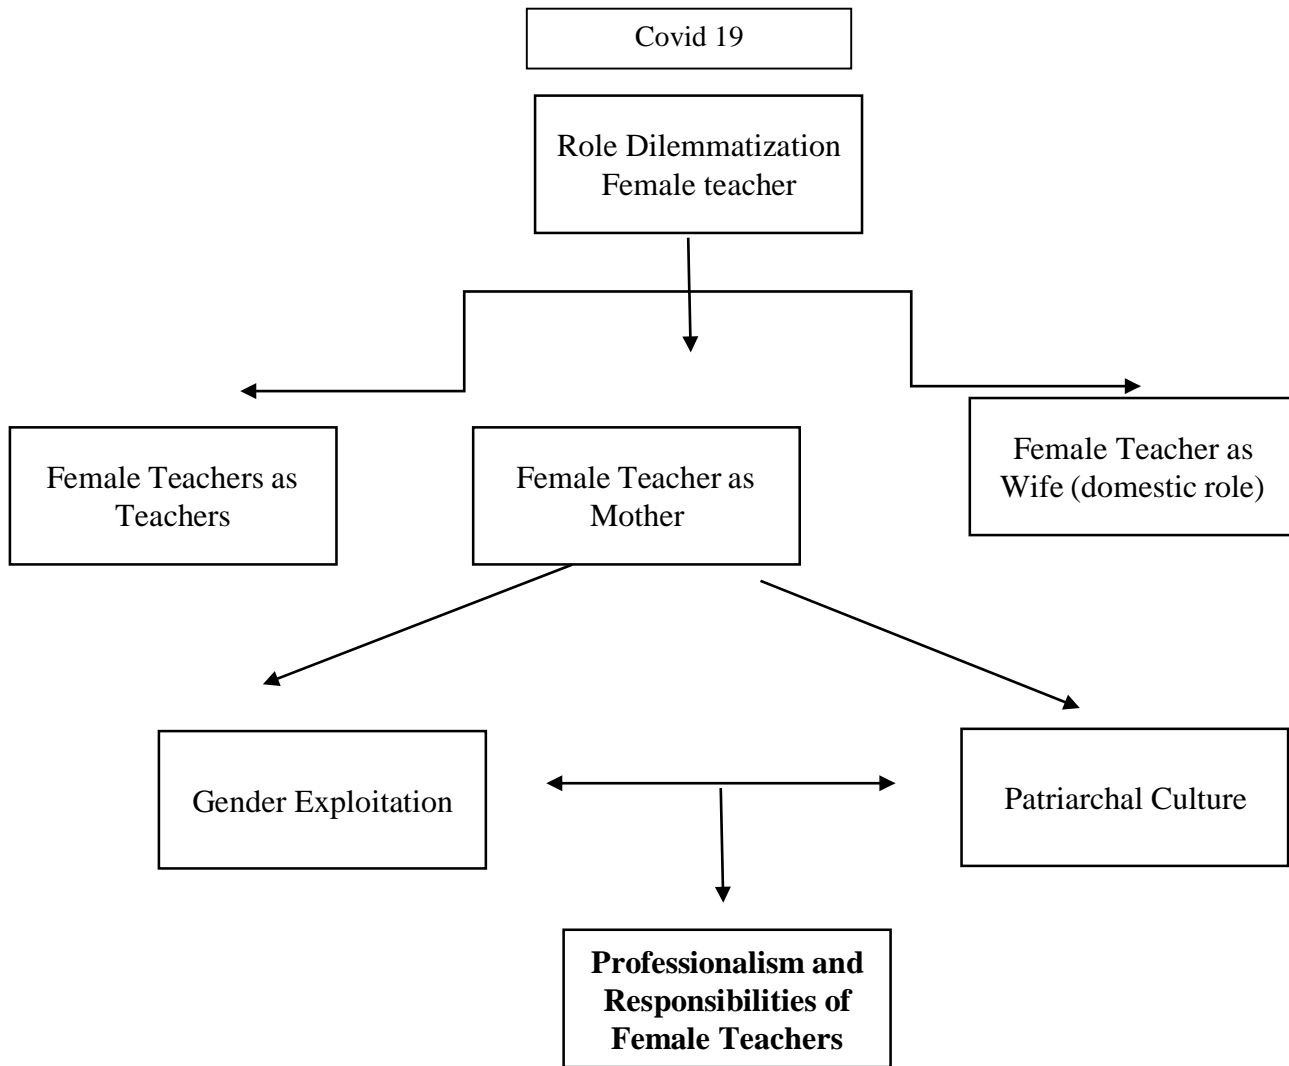 Covid 19
Role Dilemmatization
Female teacher
Female Teachers as
Teachers
Female Teacher as
Mother
Female Teacher as
Wife (domestic role)
Gender Exploitation
Patriarchal Culture
Professionalism and
Responsibilities of
Female Teachers